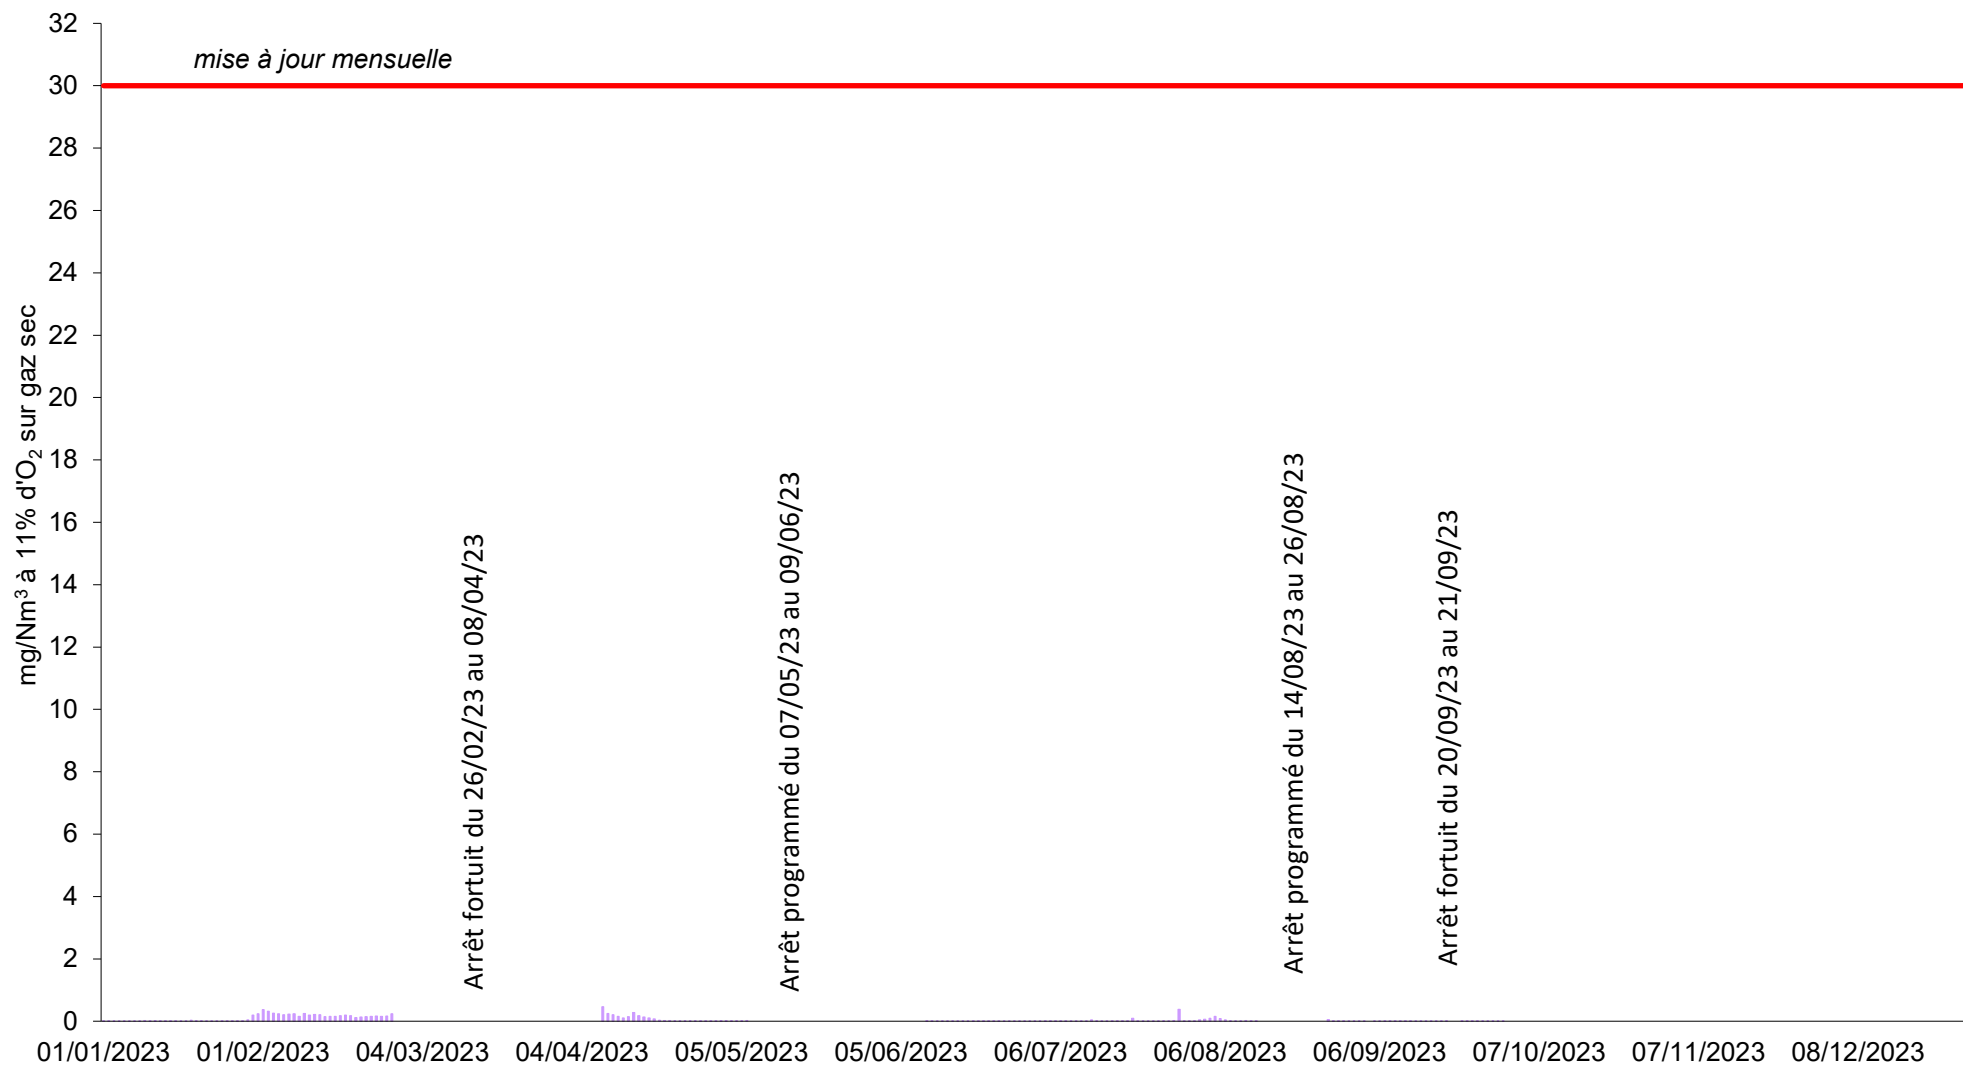 mise à jour mensuelle
mg/Nm³ à 11% d'O₂ sur gaz sec
32
30
28
26
24
22
20
18
16
14
12
10
8
6
4
2
0
Arrêt fortuit du 26/02/23 au 08/04/23
Arrêt programmé du 07/05/23 au 09/06/23
Arrêt programmé du 14/08/23 au 26/08/23
Arrêt fortuit du 20/09/23 au 21/09/23
01/01/2023 01/02/2023 04/03/2023 04/04/2023 05/05/2023 05/06/2023 06/07/2023 06/08/2023 06/09/2023 07/10/2023 07/11/2023 08/12/2023